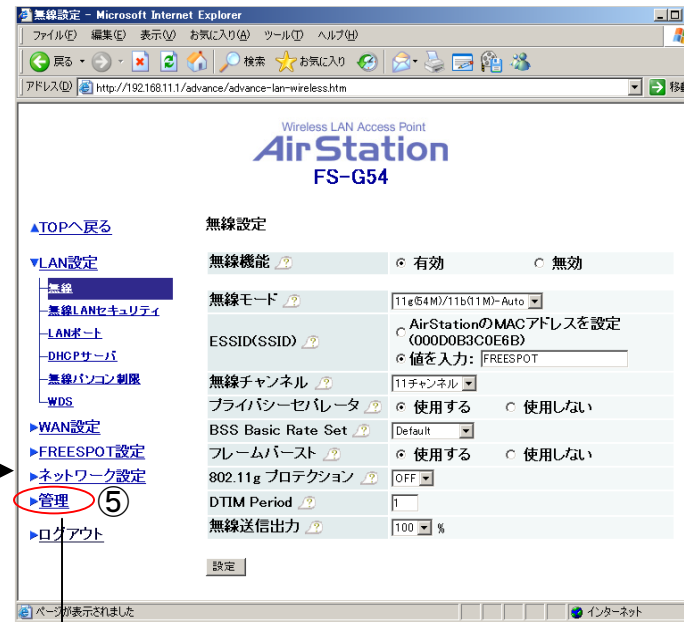 無線設定 - Microsoft Internet Explorer
ファイル(F) 編集(E) 表示(V) お気に入り(A) ツール(T) ヘルプ(H)
戻る 検索 お気に入り
アドレス(D) http://192.168.11.1/advance/advance-lan-wireless.htm
Wireless LAN Access Point
AirStation
FS-G54
▲TOPへ戻る
無線設定
▼LAN設定
無線
無線LANセキュリティ
LANポート
DHCPサーバ
無線パソコン制限
WDS
▶WAN設定
▶FREESPOT設定
▶ネットワーク設定
▶管理 ⑤
▶ログアウト
無線機能 ? 有効 無効
無線モード ? 11g(54M)/11b(11M)-Auto
ESSID(SSID) ? AirStationのMACアドレスを設定
(000D0B3C0E6B)
値を入力: FREESPOT
無線チャンネル ? 11チャンネル
プライバシーセパレータ ? 使用する 使用しない
BSS Basic Rate Set ? Default
フレームバースト ? 使用する 使用しない
802.11g プロテクション ? OFF
DTIM Period ? 1
無線送信出力 ? 100 %
設定
ページが表示されました インターネット